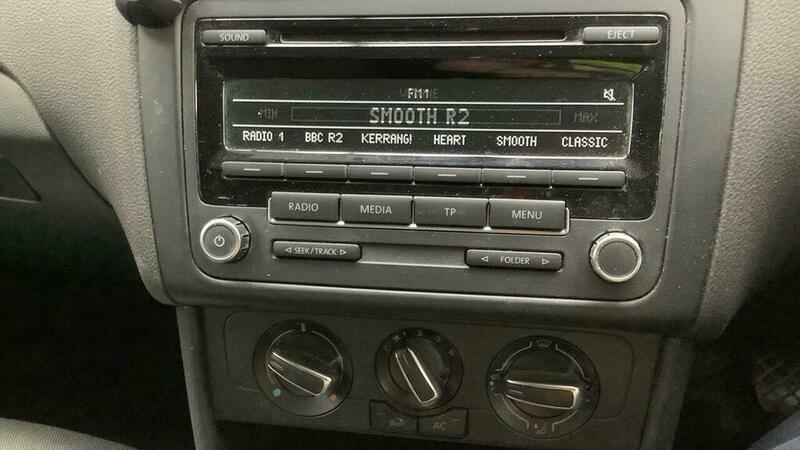 SOUND
EJECT
FM1
MIN
SMOOTH R2
MAX
RADIO 1 BBC R2 KERRANG! HEART SMOOTH CLASSIC
RADIO MEDIA TP MENU
SEEK/TRACK
FOLDER
AC